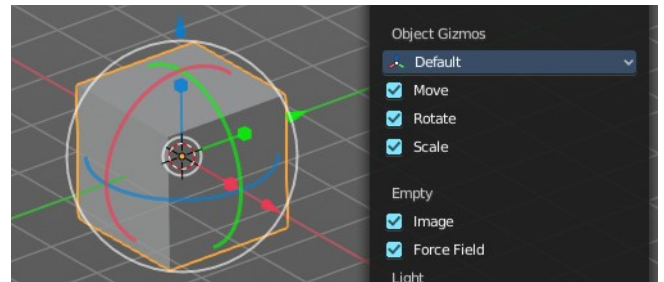 Object Gizmos
Default
Move
Rotate
Scale
Empty
Image
Force Field
Light